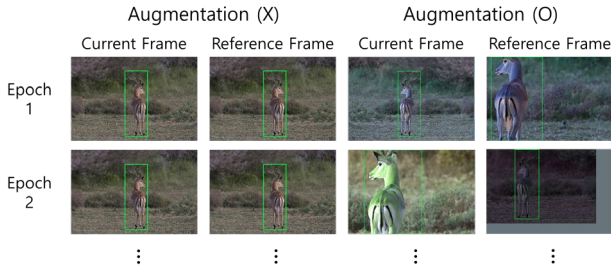 Augmentation (X) Augmentation (O)
Current Frame Reference Frame Current Frame Reference Frame
Epoch
1
Epoch
2